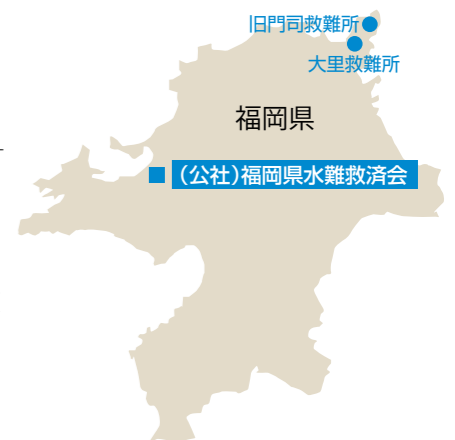 旧門司救難所
大里救難所
福岡県
（公社）福岡県水難救済会